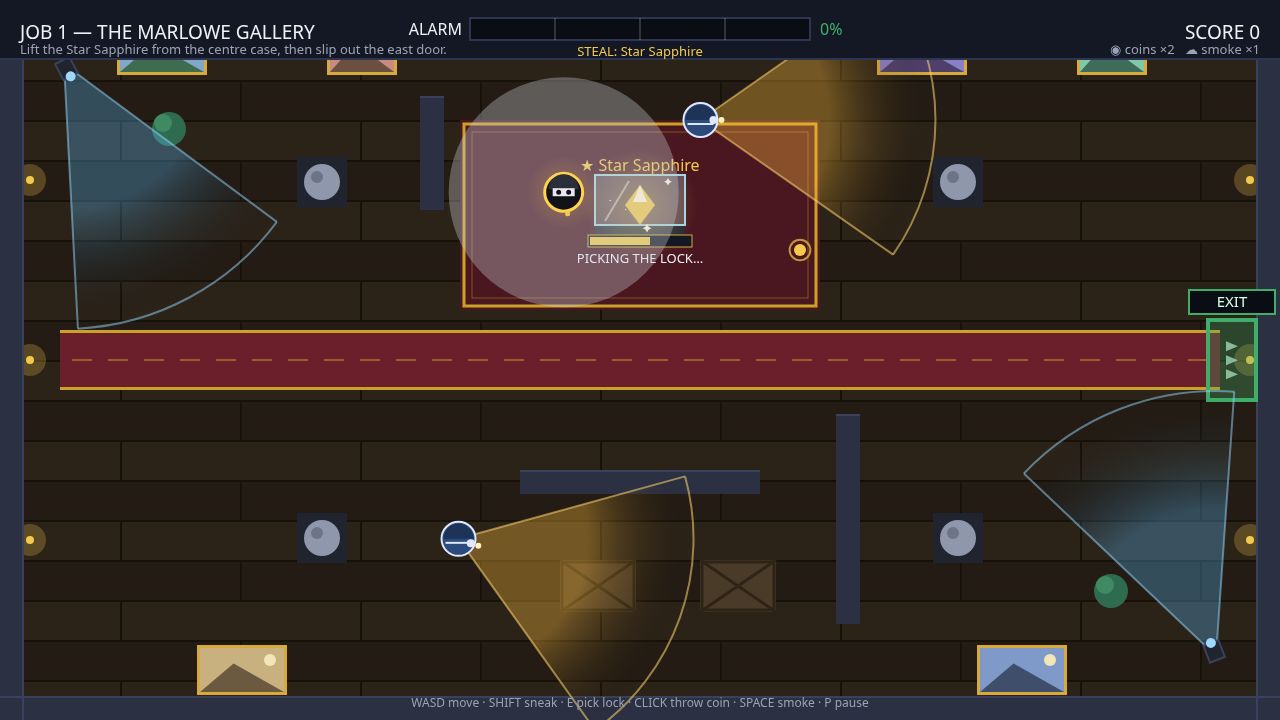 JOB 1 — THE MARLOWE GALLERY
Lift the Star Sapphire from the centre case, then slip out the east door.
ALARM
0%
STEAL: Star Sapphire
SCORE 0
◉ coins ×2 ☁ smoke ×1
★ Star Sapphire
PICKING THE LOCK…
EXIT
WASD move · SHIFT sneak · E pick lock · CLICK throw coin · SPACE smoke · P pause